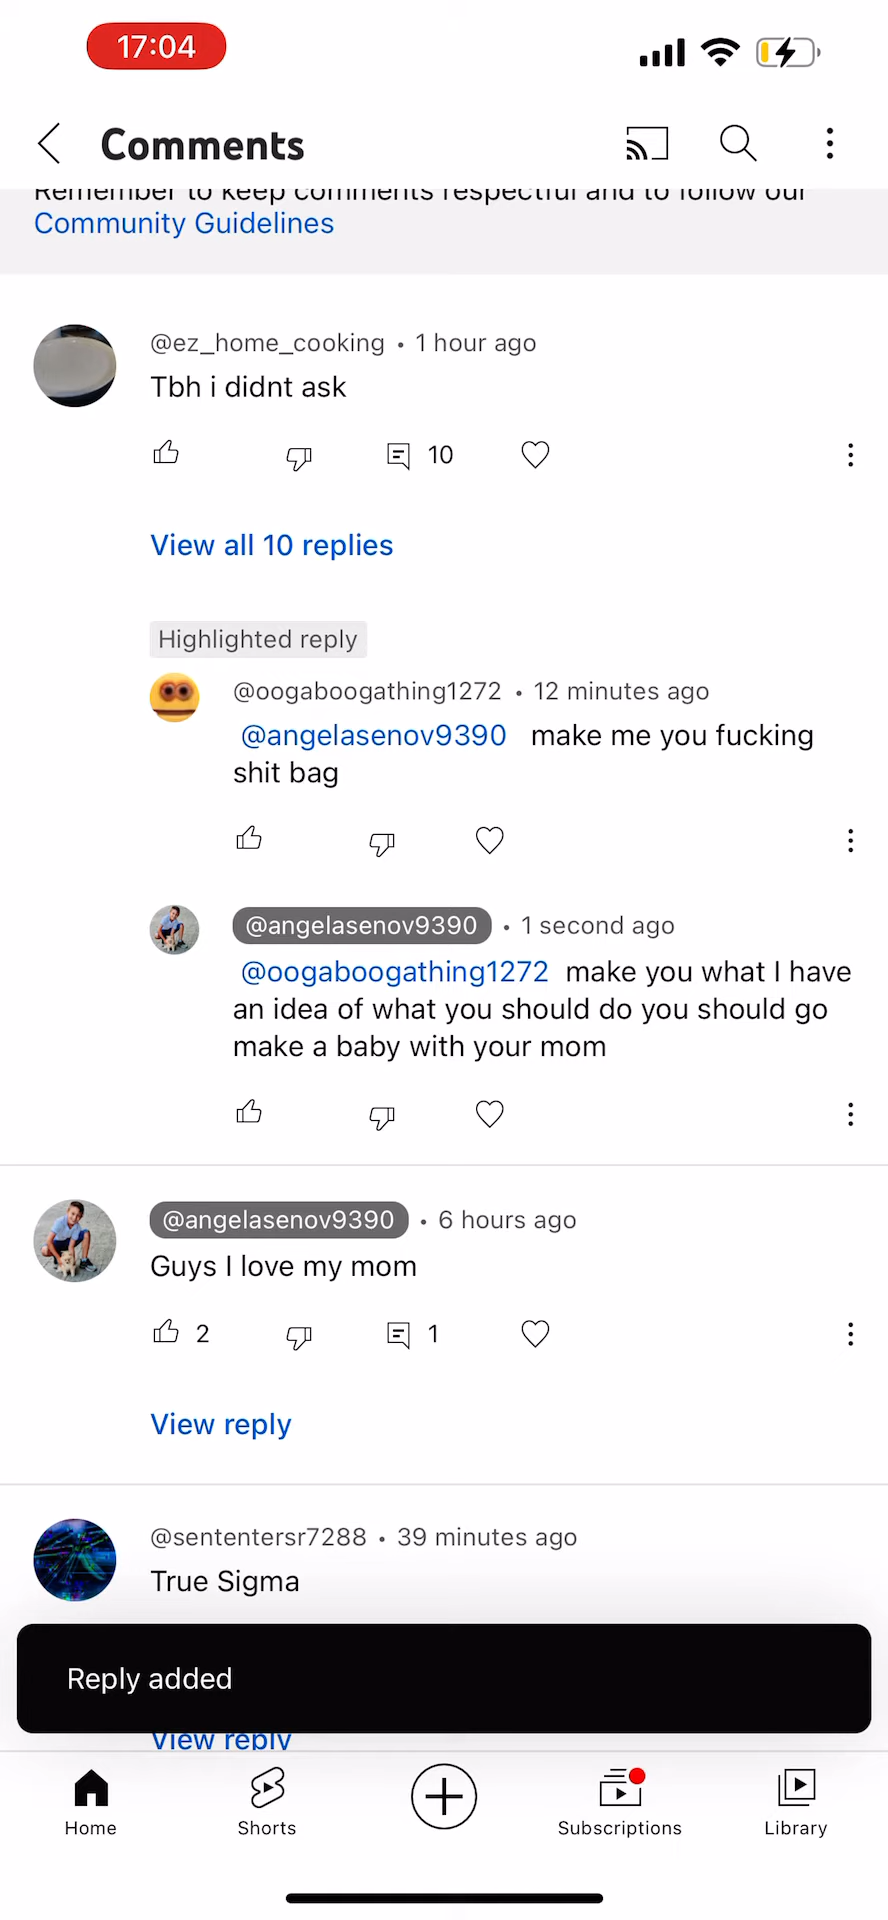 17:04
Comments
Remember to keep comments respectful and to follow our
Community Guidelines
@ez_home_cooking • 1 hour ago
Tbh i didnt ask
10
View all 10 replies
Highlighted reply
@oogaboogathing1272 • 12 minutes ago
@angelasenov9390 make me you fucking
shit bag
@angelasenov9390 • 1 second ago
@oogaboogathing1272 make you what I have
an idea of what you should do you should go
make a baby with your mom
@angelasenov9390 • 6 hours ago
Guys I love my mom
2 1
View reply
@sententersr7288 • 39 minutes ago
True Sigma
Reply added
View reply
Home Shorts Subscriptions Library